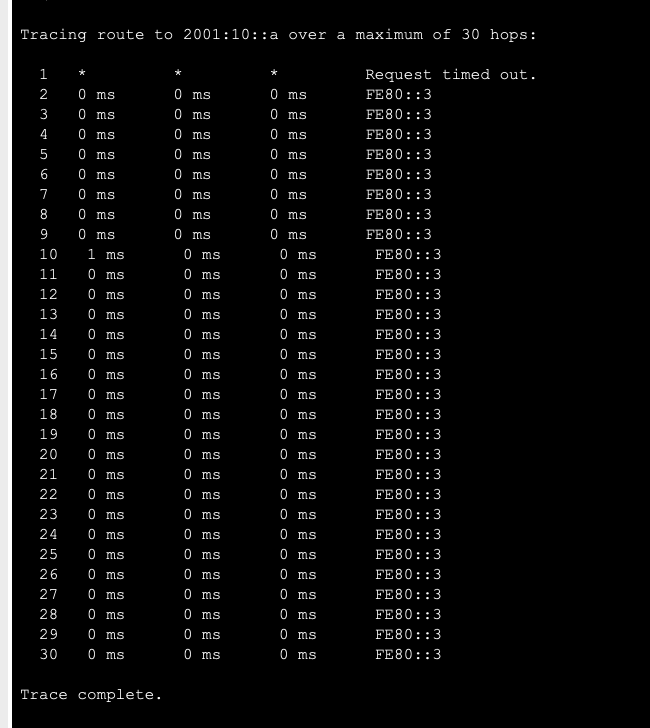 Tracing route to 2001:10::a over a maximum of 30 hops:
1 * * * Request timed out.
2 0 ms 0 ms 0 ms FE80::3
3 0 ms 0 ms 0 ms FE80::3
4 0 ms 0 ms 0 ms FE80::3
5 0 ms 0 ms 0 ms FE80::3
6 0 ms 0 ms 0 ms FE80::3
7 0 ms 0 ms 0 ms FE80::3
8 0 ms 0 ms 0 ms FE80::3
9 0 ms 0 ms 0 ms FE80::3
10 1 ms 0 ms 0 ms FE80::3
11 0 ms 0 ms 0 ms FE80::3
12 0 ms 0 ms 0 ms FE80::3
13 0 ms 0 ms 0 ms FE80::3
14 0 ms 0 ms 0 ms FE80::3
15 0 ms 0 ms 0 ms FE80::3
16 0 ms 0 ms 0 ms FE80::3
17 0 ms 0 ms 0 ms FE80::3
18 0 ms 0 ms 0 ms FE80::3
19 0 ms 0 ms 0 ms FE80::3
20 0 ms 0 ms 0 ms FE80::3
21 0 ms 0 ms 0 ms FE80::3
22 0 ms 0 ms 0 ms FE80::3
23 0 ms 0 ms 0 ms FE80::3
24 0 ms 0 ms 0 ms FE80::3
25 0 ms 0 ms 0 ms FE80::3
26 0 ms 0 ms 0 ms FE80::3
27 0 ms 0 ms 0 ms FE80::3
28 0 ms 0 ms 0 ms FE80::3
29 0 ms 0 ms 0 ms FE80::3
30 0 ms 0 ms 0 ms FE80::3
Trace complete.